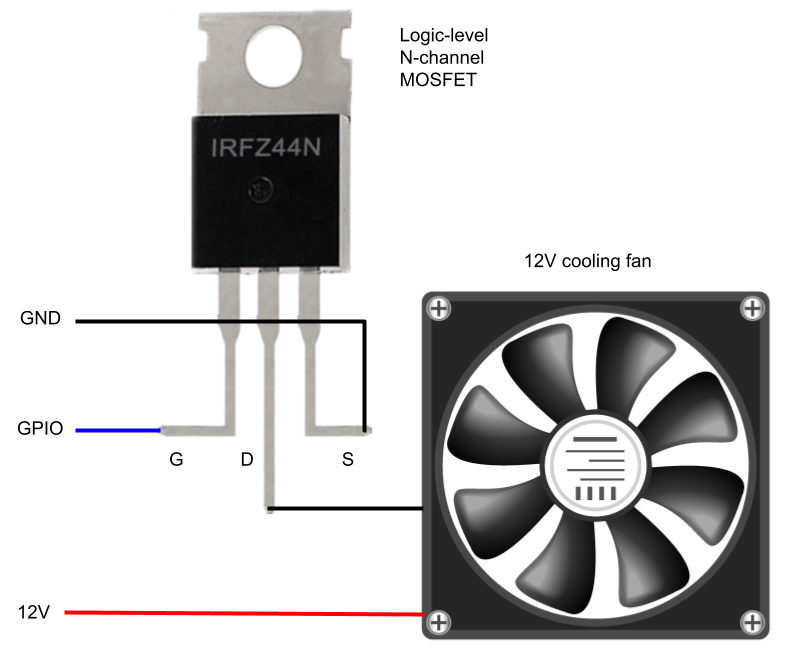 Logic-level
N-channel
MOSFET
IRFZ44N
12V cooling fan
GND
GPIO
G
D
S
12V